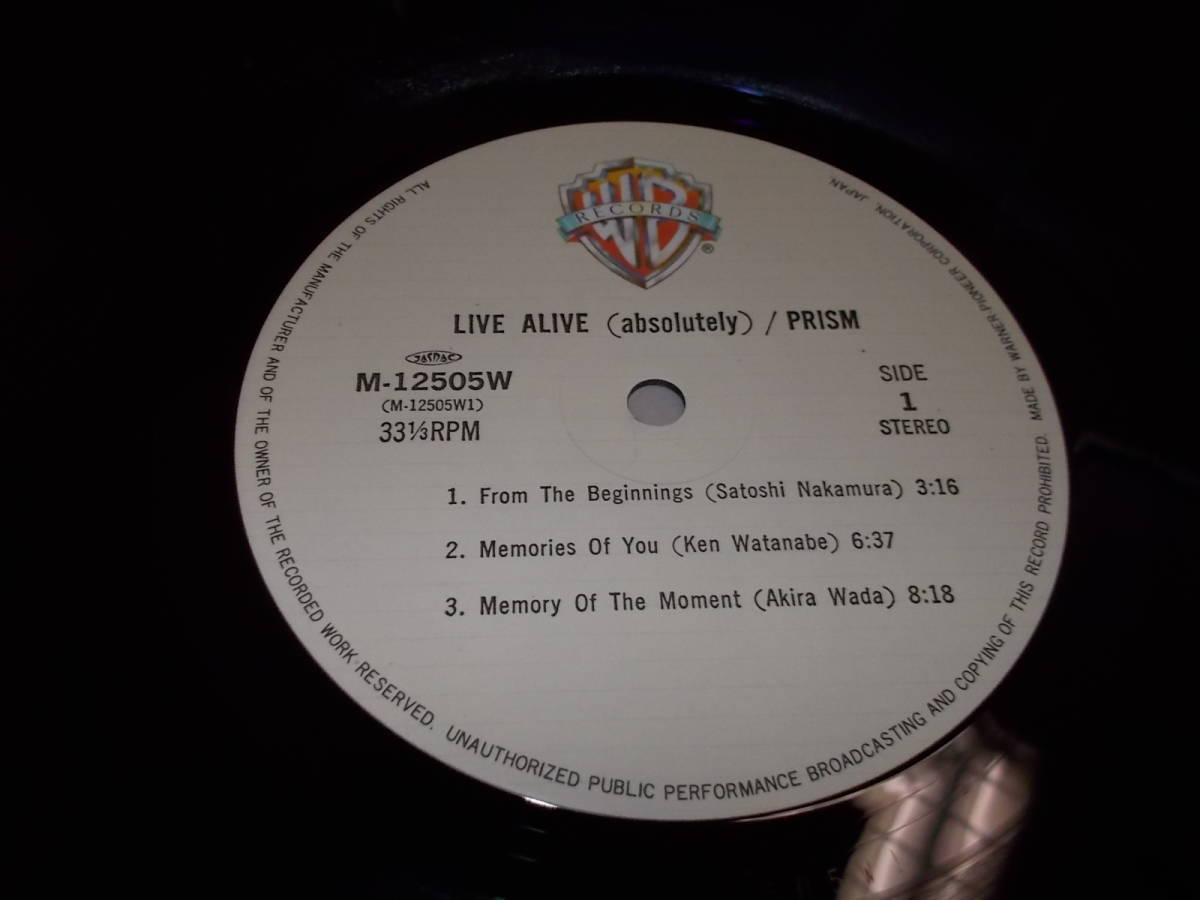 WB
RECORDS
®
LIVE ALIVE (absolutely) / PRISM
JASRAC
M-12505W
(M-12505W1)
33⅓RPM
SIDE
1
STEREO
1. From The Beginnings (Satoshi Nakamura) 3:16
2. Memories Of You (Ken Watanabe) 6:37
3. Memory Of The Moment (Akira Wada) 8:18
ALL RIGHTS OF THE MANUFACTURER AND OF THE OWNER OF THE RECORDED WORK RESERVED. UNAUTHORIZED PUBLIC PERFORMANCE BROADCASTING AND COPYING OF THIS RECORD PROHIBITED. MADE BY WARNER-PIONEER CORPORATION, JAPAN.